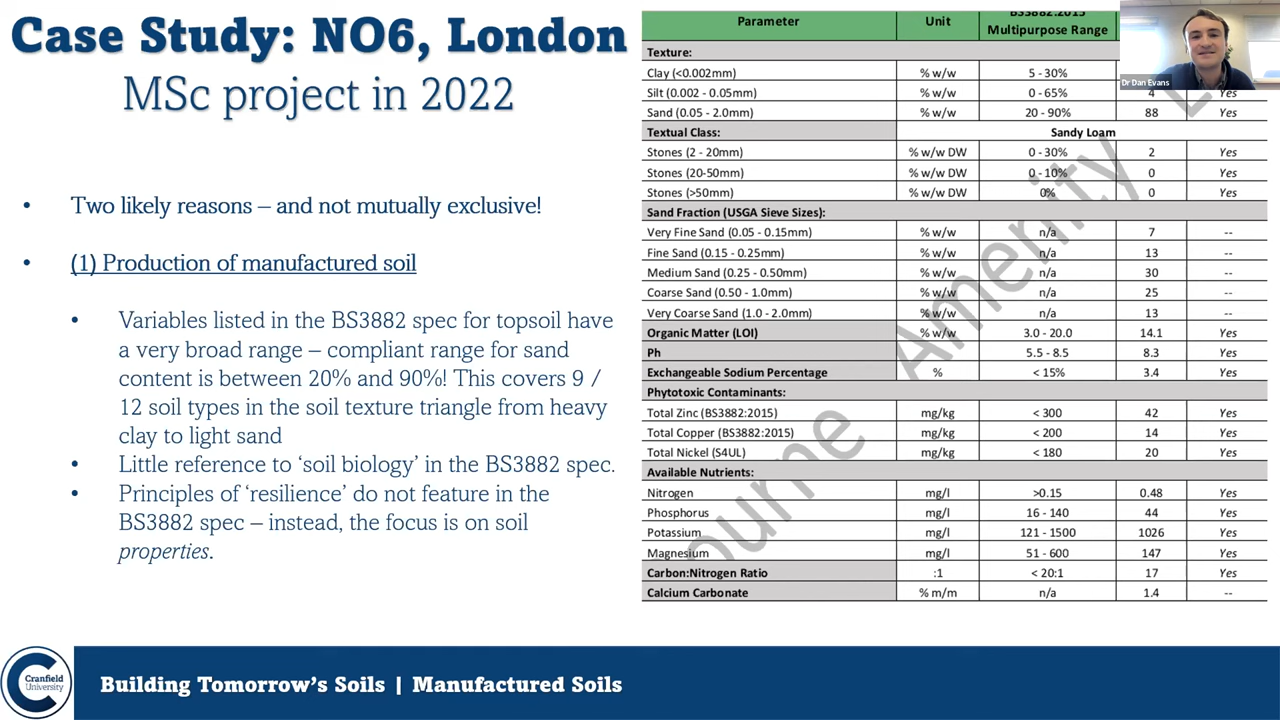 Case Study: NO6, London
MSc project in 2022
• Two likely reasons – and not mutually exclusive!
• (1) Production of manufactured soil
• Variables listed in the BS3882 spec for topsoil have
a very broad range – compliant range for sand
content is between 20% and 90%! This covers 9 /
12 soil types in the soil texture triangle from heavy
clay to light sand
• Little reference to ‘soil biology’ in the BS3882 spec.
• Principles of ‘resilience’ do not feature in the
BS3882 spec – instead, the focus is on soil
properties.
Parameter Unit BS3882:2015
Multipurpose Range
Texture:
Clay (<0.002mm) % w/w 5 - 30%
Silt (0.002 - 0.05mm) % w/w 0 - 65% 4 Yes
Sand (0.05 - 2.0mm) % w/w 20 - 90% 88 Yes
Textual Class: Sandy Loam
Stones (2 - 20mm) % w/w DW 0 - 30% 2 Yes
Stones (20-50mm) % w/w DW 0 - 10% 0 Yes
Stones (>50mm) % w/w DW 0% 0 Yes
Sand Fraction (USGA Sieve Sizes):
Very Fine Sand (0.05 - 0.15mm) % w/w n/a 7 --
Fine Sand (0.15 - 0.25mm) % w/w n/a 13 --
Medium Sand (0.25 - 0.50mm) % w/w n/a 30 --
Coarse Sand (0.50 - 1.0mm) % w/w n/a 25 --
Very Coarse Sand (1.0 - 2.0mm) % w/w n/a 13 --
Organic Matter (LOI) % w/w 3.0 - 20.0 14.1 Yes
Ph 5.5 - 8.5 8.3 Yes
Exchangeable Sodium Percentage % < 15% 3.4 Yes
Phytotoxic Contaminants:
Total Zinc (BS3882:2015) mg/kg < 300 42 Yes
Total Copper (BS3882:2015) mg/kg < 200 14 Yes
Total Nickel (S4UL) mg/kg < 180 20 Yes
Available Nutrients:
Nitrogen mg/l >0.15 0.48 Yes
Phosphorus mg/l 16 - 140 44 Yes
Potassium mg/l 121 - 1500 1026 Yes
Magnesium mg/l 51 - 600 147 Yes
Carbon:Nitrogen Ratio :1 < 20:1 17 Yes
Calcium Carbonate % m/m n/a 1.4 --
ourne Amenity L
Dr Dan Evans
Cranfield
University
Building Tomorrow’s Soils | Manufactured Soils